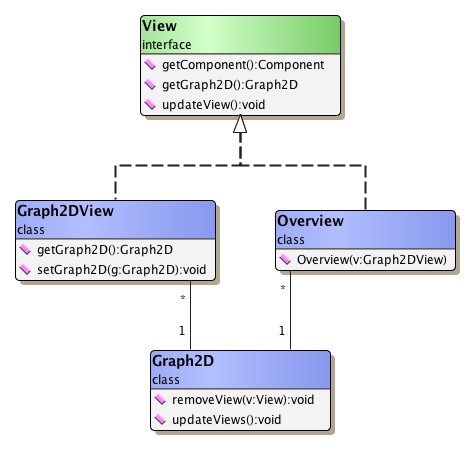 View
interface
getComponent():Component
getGraph2D():Graph2D
updateView():void
Graph2DView
class
getGraph2D():Graph2D
setGraph2D(g:Graph2D):void
Overview
class
Overview(v:Graph2DView)
*
*
1
1
Graph2D
class
removeView(v:View):void
updateViews():void